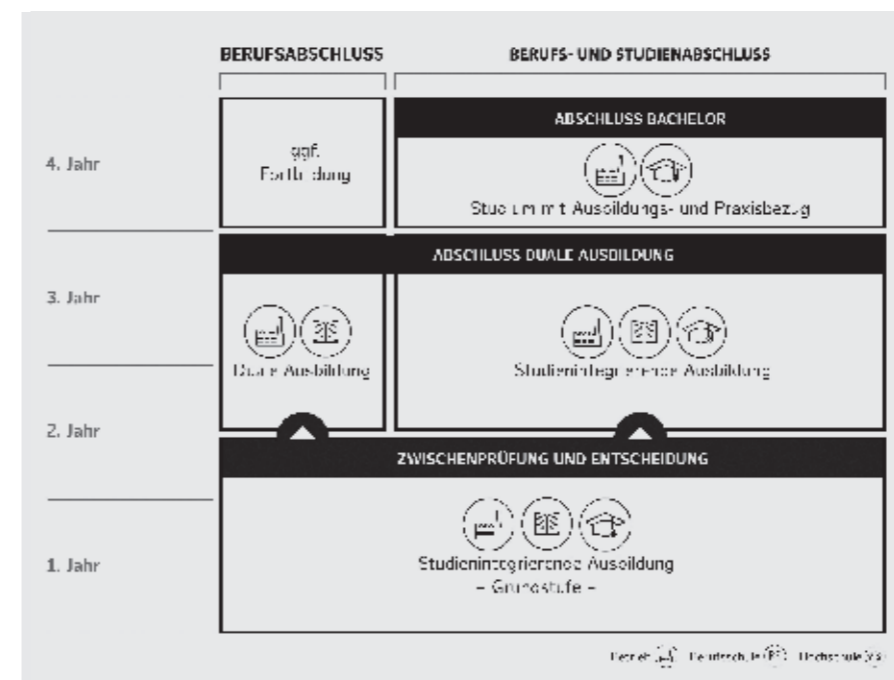 BERUFSABSCHLUSS
BERUFS- UND STUDIENABSCHLUSS
ABSCHLUSS BACHELOR
4. Jahr
ggf.
Fortbildung
Studium mit Ausbildungs- und Praxisbezug
ABSCHLUSS DUALE AUSBILDUNG
3. Jahr
Duale Ausbildung
Studienintegrierende Ausbildung
2. Jahr
ZWISCHENPRÜFUNG UND ENTSCHEIDUNG
1. Jahr
Studienintegrierende Ausbildung
– Grundstufe –
Betrieb Berufsschule Hochschule